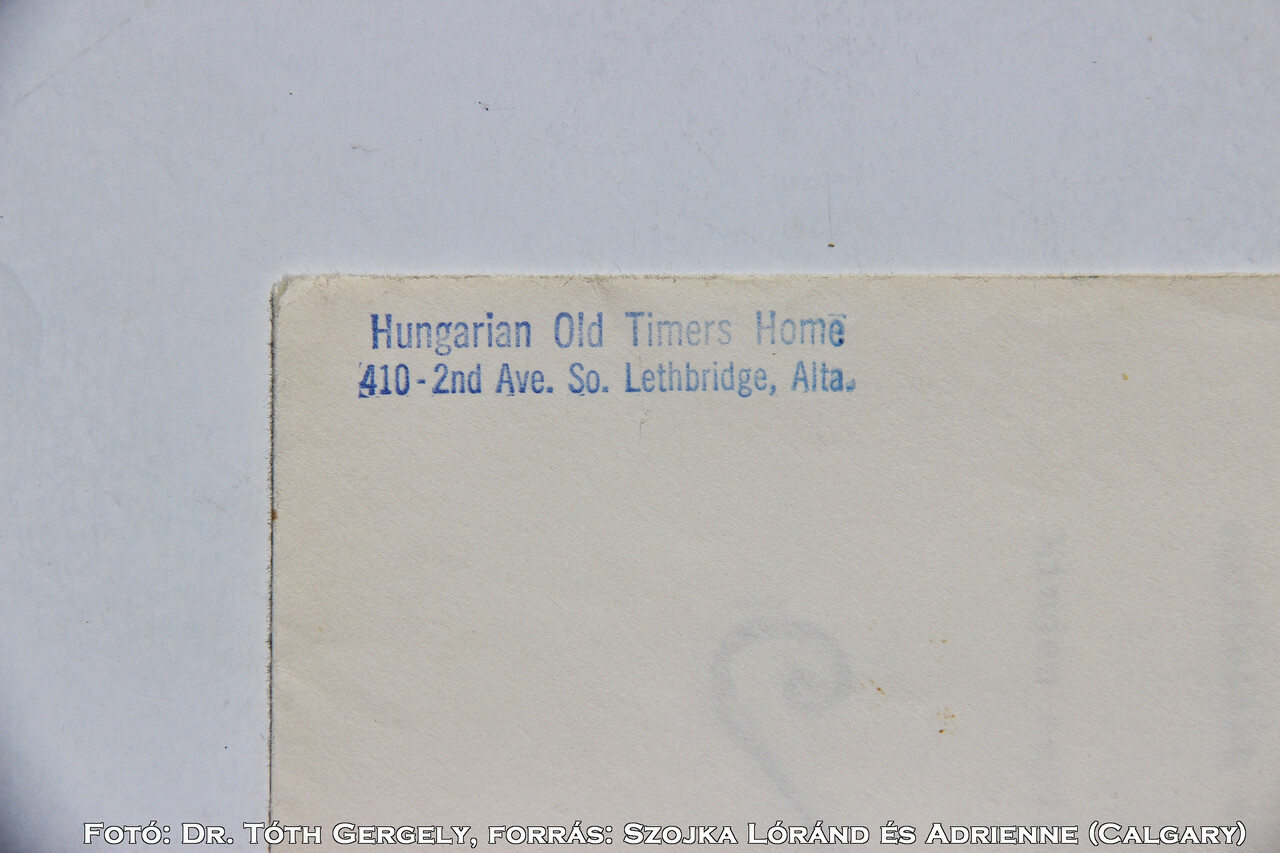 Hungarian Old Timers Home
410-2nd Ave. So. Lethbridge, Alta.
Fotó: Dr. Tóth Gergely, forrás: Szojka Lóránd és Adrienne (Calgary)